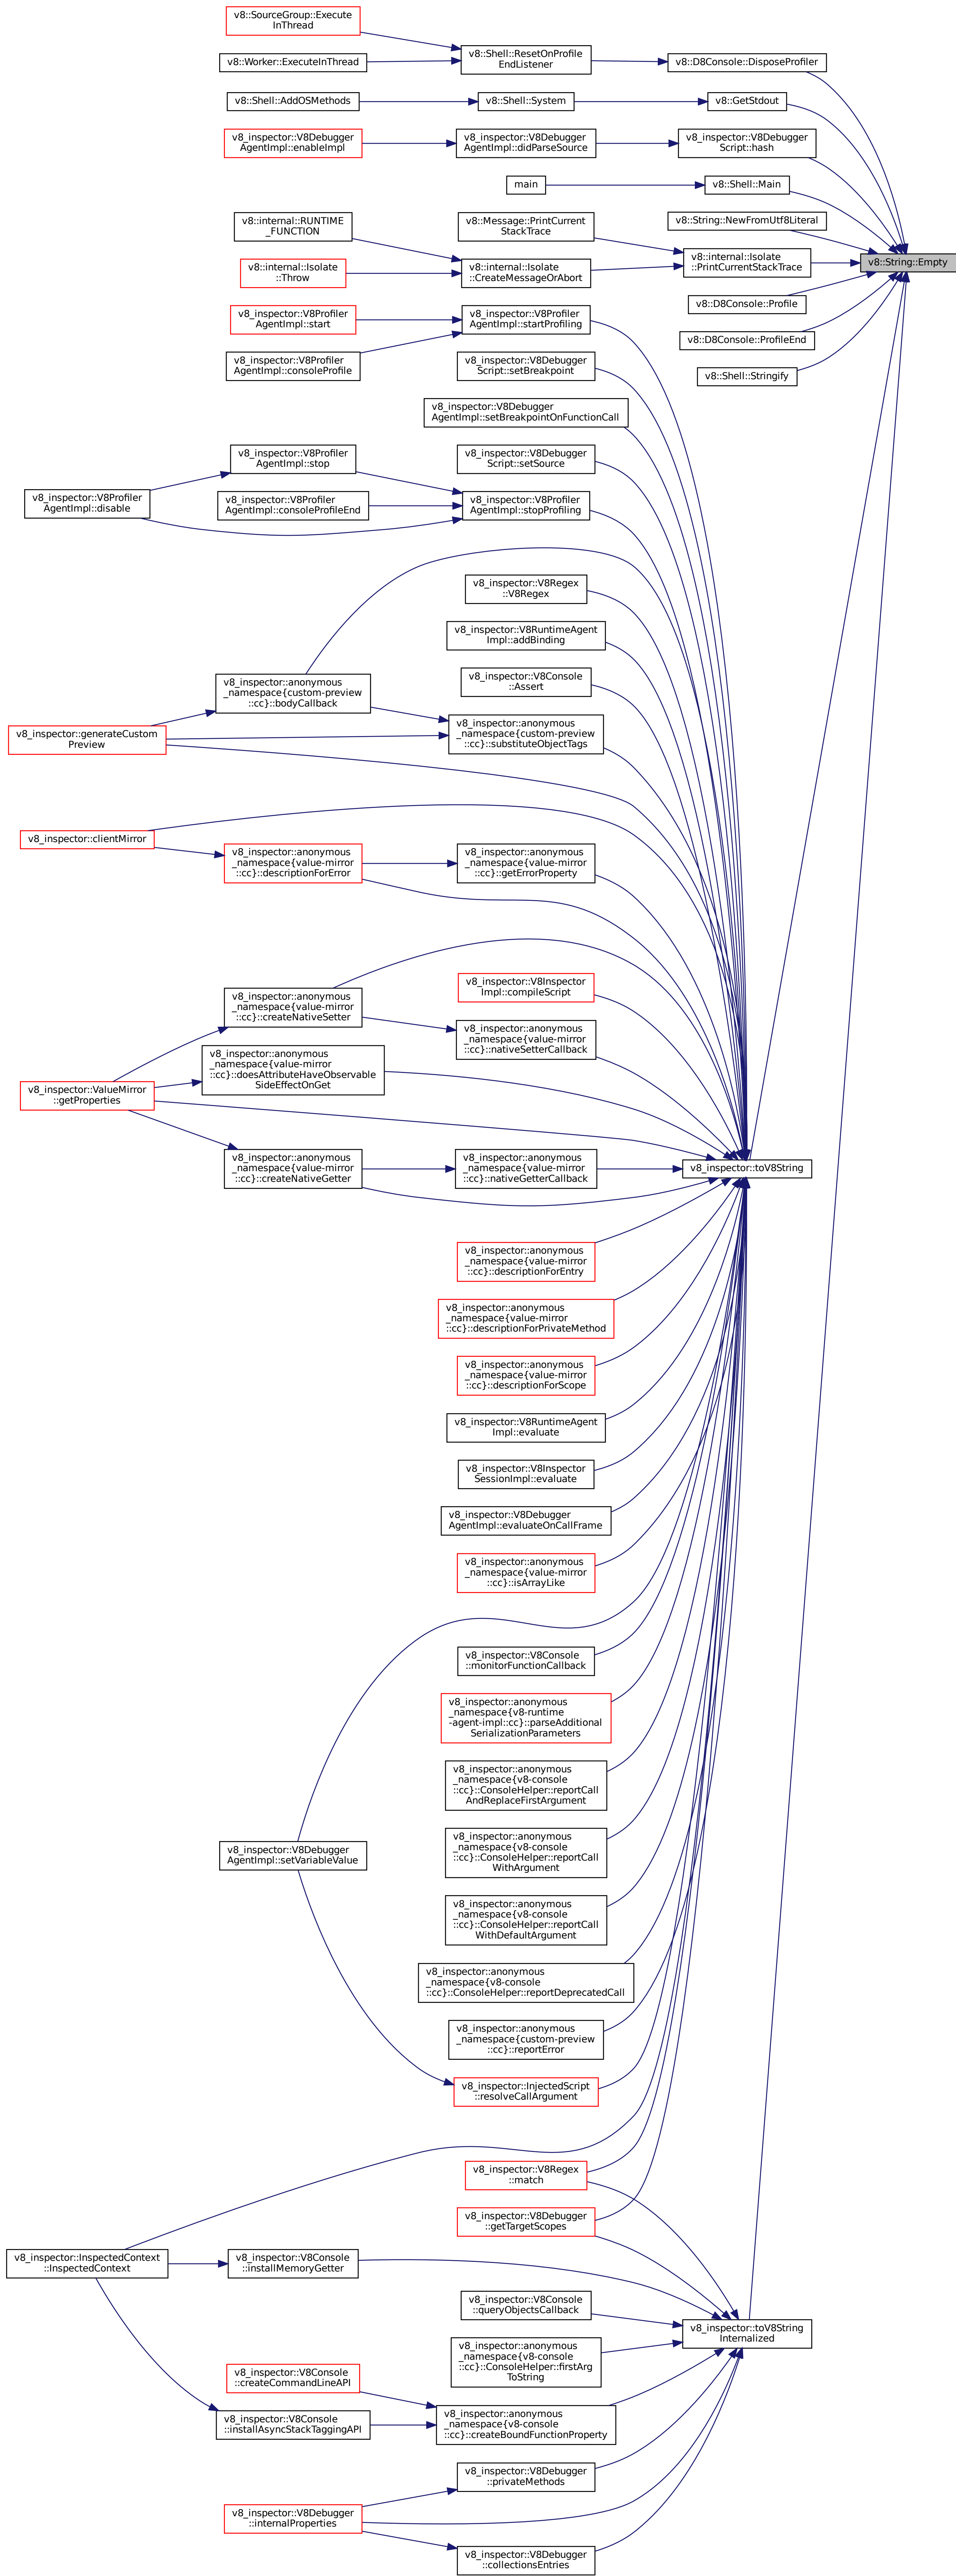 v8::SourceGroup::Execute
InThread
v8::Shell::ResetOnProfile
EndListener
v8::Worker::ExecuteInThread
v8::D8Console::DisposeProfiler
v8::Shell::AddOSMethods
v8::Shell::System
v8::GetStdout
v8_inspector::V8Debugger
AgentImpl::enableImpl
v8_inspector::V8Debugger
AgentImpl::didParseSource
v8_inspector::V8Debugger
Script::hash
main
v8::Shell::Main
v8::internal::RUNTIME
_FUNCTION
v8::Message::PrintCurrent
StackTrace
v8::String::NewFromUtf8Literal
v8::internal::Isolate
::Throw
v8::internal::Isolate
::CreateMessageOrAbort
v8::internal::Isolate
::PrintCurrentStackTrace
v8::String::Empty
v8::D8Console::Profile
v8_inspector::V8Profiler
AgentImpl::start
v8_inspector::V8Profiler
AgentImpl::startProfiling
v8::D8Console::ProfileEnd
v8_inspector::V8Profiler
AgentImpl::consoleProfile
v8_inspector::V8Debugger
Script::setBreakpoint
v8::Shell::Stringify
v8_inspector::V8Debugger
AgentImpl::setBreakpointOnFunctionCall
v8_inspector::V8Profiler
AgentImpl::stop
v8_inspector::V8Debugger
Script::setSource
v8_inspector::V8Profiler
AgentImpl::disable
v8_inspector::V8Profiler
AgentImpl::consoleProfileEnd
v8_inspector::V8Profiler
AgentImpl::stopProfiling
v8_inspector::V8Regex
::V8Regex
v8_inspector::V8RuntimeAgent
Impl::addBinding
v8_inspector::V8Console
::Assert
v8_inspector::anonymous
_namespace{custom-preview
::cc}::bodyCallback
v8_inspector::generateCustom
Preview
v8_inspector::anonymous
_namespace{custom-preview
::cc}::substituteObjectTags
v8_inspector::clientMirror
v8_inspector::anonymous
_namespace{value-mirror
::cc}::descriptionForError
v8_inspector::anonymous
_namespace{value-mirror
::cc}::getErrorProperty
v8_inspector::V8Inspector
Impl::compileScript
v8_inspector::anonymous
_namespace{value-mirror
::cc}::createNativeSetter
v8_inspector::anonymous
_namespace{value-mirror
::cc}::nativeSetterCallback
v8_inspector::anonymous
_namespace{value-mirror
::cc}::doesAttributeHaveObservable
SideEffectOnGet
v8_inspector::ValueMirror
::getProperties
v8_inspector::anonymous
_namespace{value-mirror
::cc}::createNativeGetter
v8_inspector::anonymous
_namespace{value-mirror
::cc}::nativeGetterCallback
v8_inspector::toV8String
v8_inspector::anonymous
_namespace{value-mirror
::cc}::descriptionForEntry
v8_inspector::anonymous
_namespace{value-mirror
::cc}::descriptionForPrivateMethod
v8_inspector::anonymous
_namespace{value-mirror
::cc}::descriptionForScope
v8_inspector::V8RuntimeAgent
Impl::evaluate
v8_inspector::V8Inspector
SessionImpl::evaluate
v8_inspector::V8Debugger
AgentImpl::evaluateOnCallFrame
v8_inspector::anonymous
_namespace{value-mirror
::cc}::isArrayLike
v8_inspector::V8Console
::monitorFunctionCallback
v8_inspector::anonymous
_namespace{v8-runtime
-agent-impl::cc}::parseAdditional
SerializationParameters
v8_inspector::anonymous
_namespace{v8-console
::cc}::ConsoleHelper::reportCall
AndReplaceFirstArgument
v8_inspector::V8Debugger
AgentImpl::setVariableValue
v8_inspector::anonymous
_namespace{v8-console
::cc}::ConsoleHelper::reportCall
WithArgument
v8_inspector::anonymous
_namespace{v8-console
::cc}::ConsoleHelper::reportCall
WithDefaultArgument
v8_inspector::anonymous
_namespace{v8-console
::cc}::ConsoleHelper::reportDeprecatedCall
v8_inspector::anonymous
_namespace{custom-preview
::cc}::reportError
v8_inspector::InjectedScript
::resolveCallArgument
v8_inspector::V8Regex
::match
v8_inspector::V8Debugger
::getTargetScopes
v8_inspector::InspectedContext
::InspectedContext
v8_inspector::V8Console
::installMemoryGetter
v8_inspector::V8Console
::queryObjectsCallback
v8_inspector::toV8String
Internalized
v8_inspector::anonymous
_namespace{v8-console
::cc}::ConsoleHelper::firstArg
ToString
v8_inspector::V8Console
::createCommandLineAPI
v8_inspector::V8Console
::installAsyncStackTaggingAPI
v8_inspector::anonymous
_namespace{v8-console
::cc}::createBoundFunctionProperty
v8_inspector::V8Debugger
::privateMethods
v8_inspector::V8Debugger
::internalProperties
v8_inspector::V8Debugger
::collectionsEntries